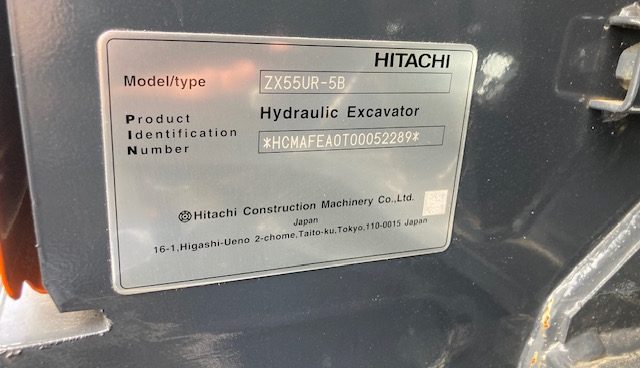 HITACHI
Model/type ZX55UR-5B
Hydraulic Excavator
Product
Identification
Number *HCMAFEA0T00052289*
Hitachi Construction Machinery Co.,Ltd.
Japan
16-1,Higashi-Ueno 2-chome,Taito-ku,Tokyo,110-0015 Japan